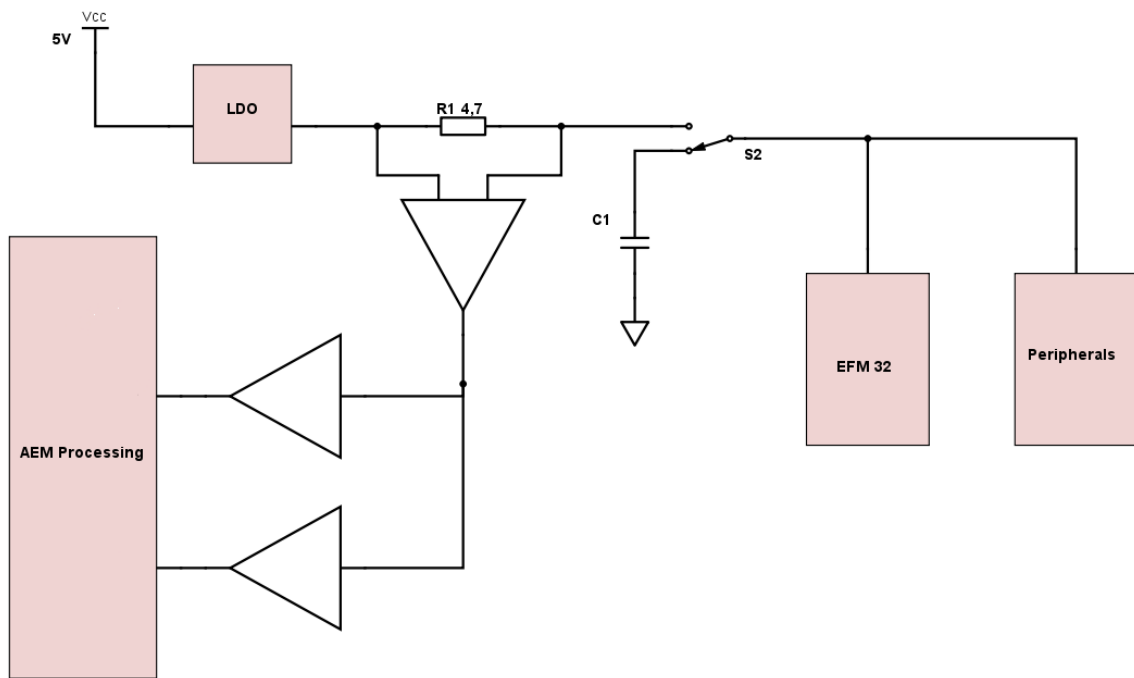 Vcc
5V
LDO
R1 4,7
S2
C1
EFM 32
Peripherals
AEM Processing